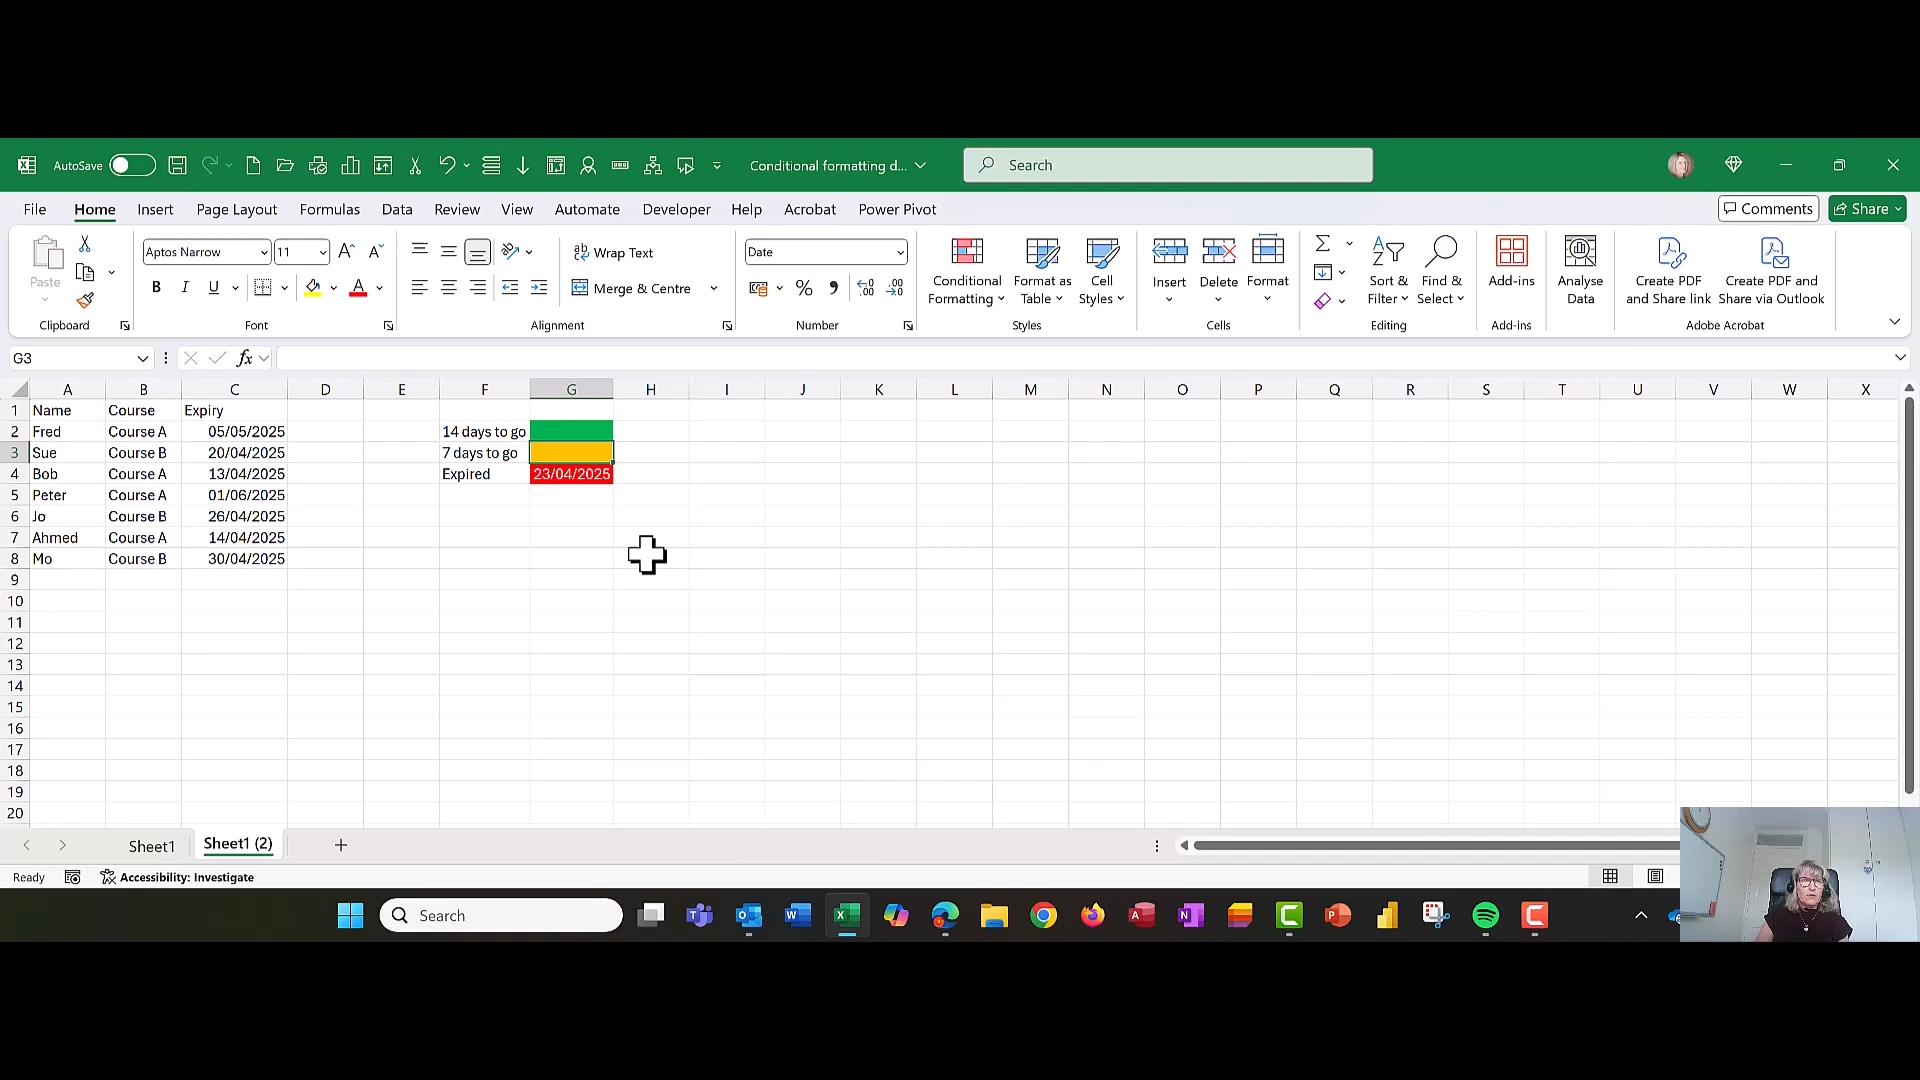 AutoSave
Conditional formatting d...
Search
File Home Insert Page Layout Formulas Data Review View Automate Developer Help Acrobat Power Pivot
Comments Share
Paste
Clipboard
Aptos Narrow 11
B I U A
Font
Wrap Text
Merge & Centre
Alignment
Date
%
Number
Conditional Formatting
Format as Table
Cell Styles
Styles
Insert
Delete
Format
Cells
Sort & Filter
Find & Select
Editing
Add-ins
Add-ins
Analyse Data
Create PDF and Share link
Create PDF and Share via Outlook
Adobe Acrobat
G3 fx
A B C D E F G H I J K L M N O P Q R S T U V W X
1 Name Course Expiry
2 Fred Course A 05/05/2025 14 days to go
3 Sue Course B 20/04/2025 7 days to go
4 Bob Course A 13/04/2025 Expired 23/04/2025
5 Peter Course A 01/06/2025
6 Jo Course B 26/04/2025
7 Ahmed Course A 14/04/2025
8 Mo Course B 30/04/2025
9
10
11
12
13
14
15
16
17
18
19
20
Sheet1 Sheet1 (2) +
Ready Accessibility: Investigate
Search